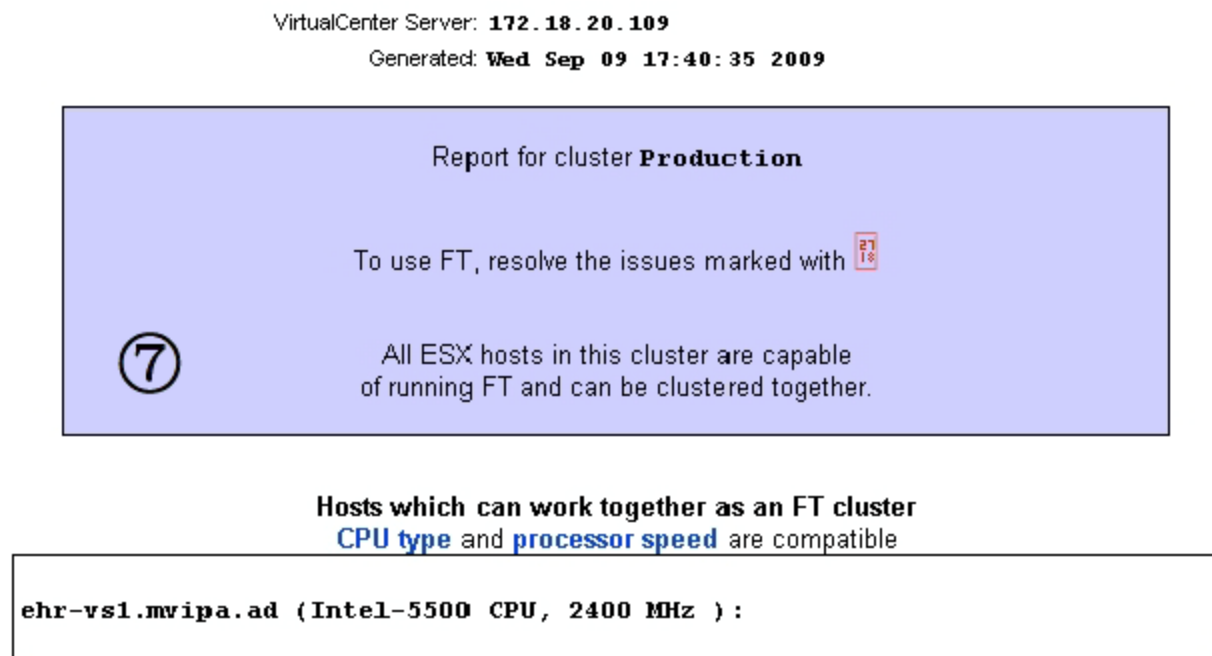 VirtualCenter Server: 172.18.20.109
Generated: Wed Sep 09 17:40:35 2009
Report for cluster Production
To use FT, resolve the issues marked with
⑦
All ESX hosts in this cluster are capable
of running FT and can be clustered together.
Hosts which can work together as an FT cluster
CPU type and processor speed are compatible
ehr-vs1.mvipa.ad (Intel-5500 CPU, 2400 MHz ):